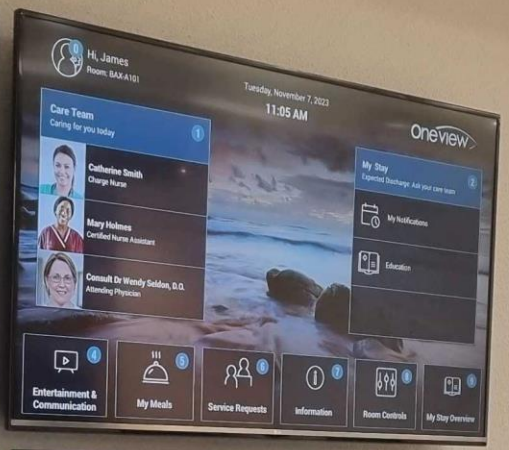 0
Hi, James
Room: BAX-A101
Tuesday, November 7, 2023
11:05 AM
oneview
Care Team
Caring for you today
1
Catherine Smith
Charge Nurse
Mary Holmes
Certified Nurse Assistant
Consult Dr Wendy Seldon, D.O.
Attending Physician
My Stay
Expected Discharge: Ask your care team
2
My Notifications
Education
4
Entertainment &
Communication
5
My Meals
6
Service Requests
7
Information
8
Room Controls
9
My Stay Overview